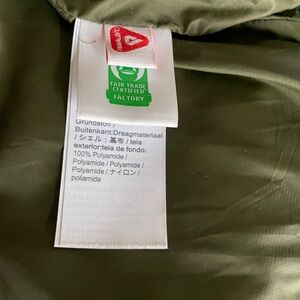 FAIR TRADE
CERTIFIED
FACTORY
Grundstoff /
Buitenkant:Draagmateriaal
/ シェル：基布 / tela
exterior:tela de fondo:
100% Polyamide /
Polyamide / Polyamide /
Polyamide / ナイロン /
poliamida